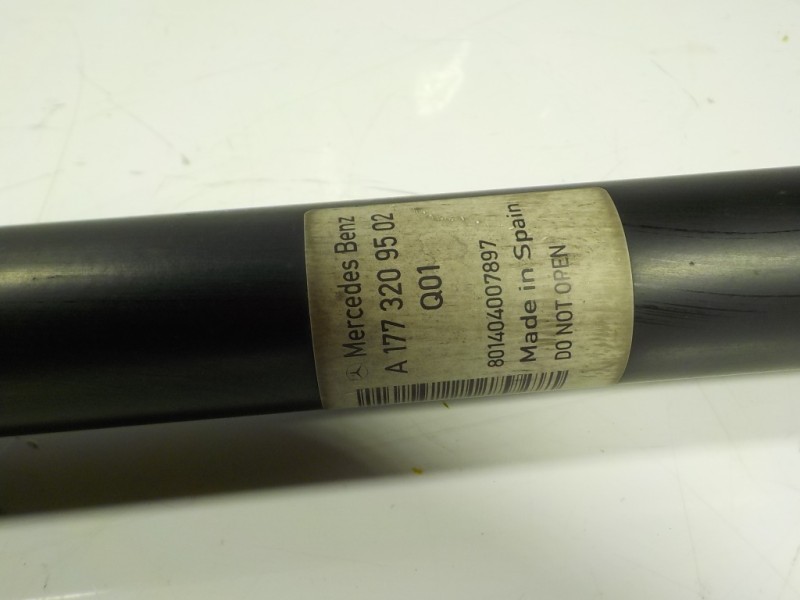 Mercedes Benz
A 177 320 95 02
Q01
801404007897
Made in Spain
DO NOT OPEN